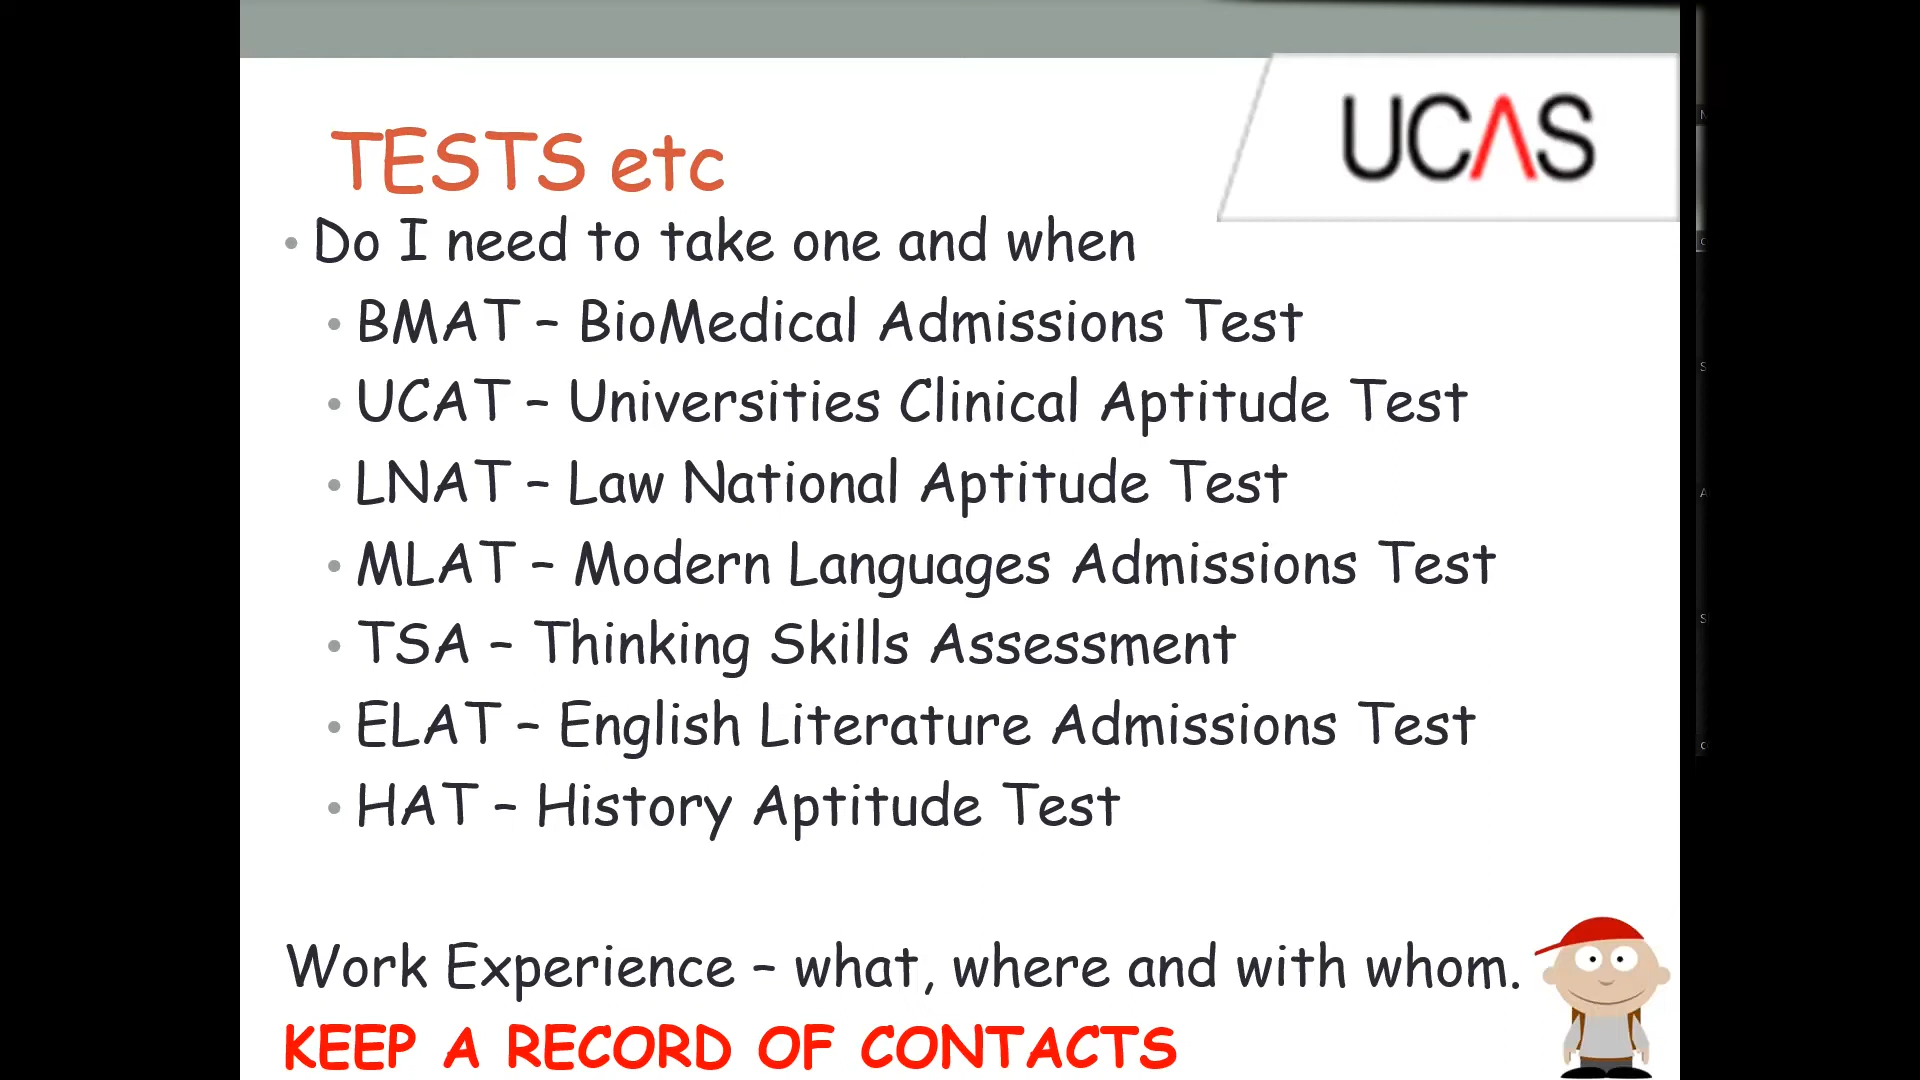 UCAS
TESTS etc
• Do I need to take one and when
• BMAT – BioMedical Admissions Test
• UCAT – Universities Clinical Aptitude Test
• LNAT – Law National Aptitude Test
• MLAT – Modern Languages Admissions Test
• TSA – Thinking Skills Assessment
• ELAT – English Literature Admissions Test
• HAT – History Aptitude Test
Work Experience – what, where and with whom.
KEEP A RECORD OF CONTACTS